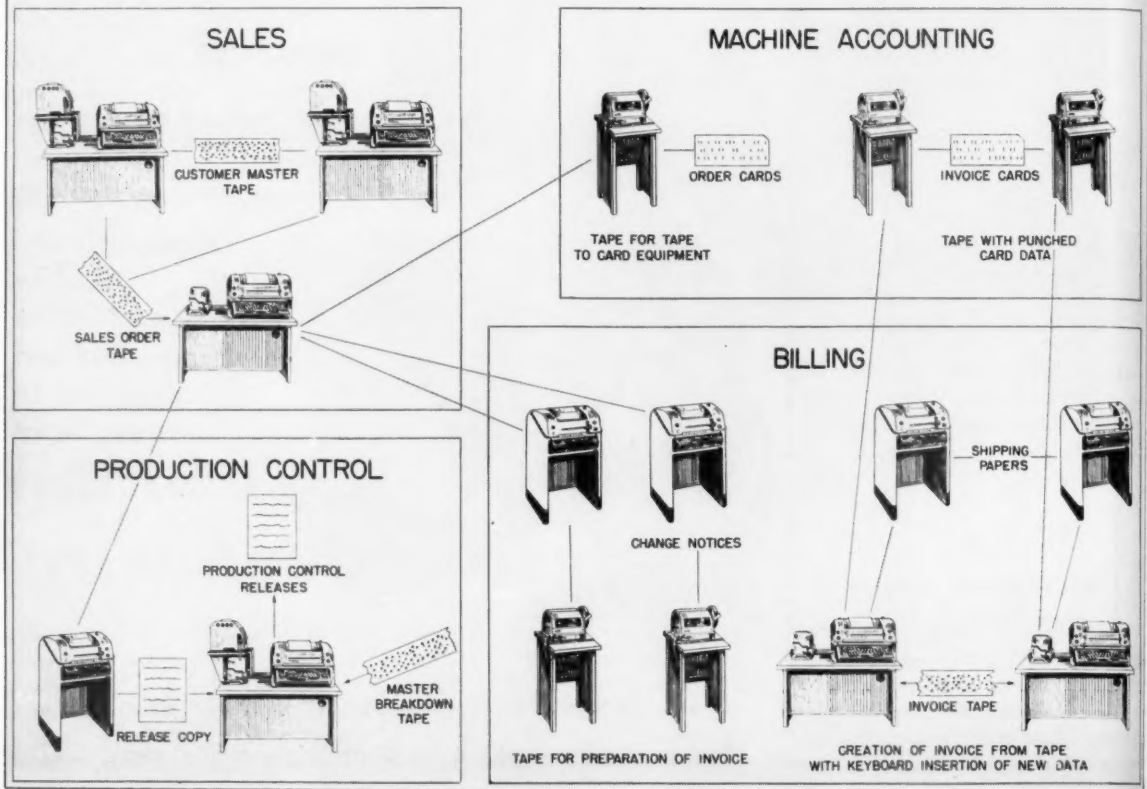 SALES
CUSTOMER MASTER
TAPE
SALES ORDER
TAPE
MACHINE ACCOUNTING
ORDER CARDS
INVOICE CARDS
TAPE FOR TAPE
TO CARD EQUIPMENT
TAPE WITH PUNCHED
CARD DATA
PRODUCTION CONTROL
PRODUCTION CONTROL
RELEASES
MASTER
BREAKDOWN
TAPE
RELEASE COPY
BILLING
SHIPPING
PAPERS
CHANGE NOTICES
INVOICE TAPE
TAPE FOR PREPARATION OF INVOICE
CREATION OF INVOICE FROM TAPE
WITH KEYBOARD INSERTION OF NEW DATA